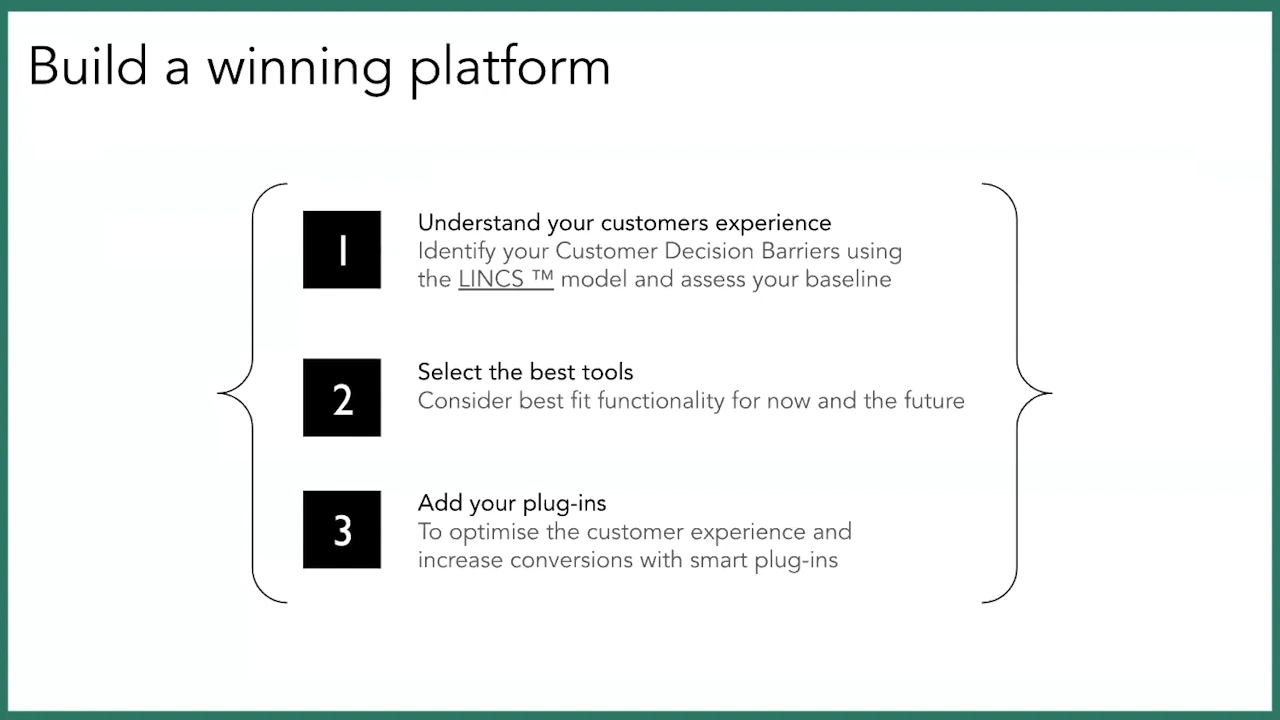 Build a winning platform
1
Understand your customers experience
Identify your Customer Decision Barriers using
the LINCS ™ model and assess your baseline
2
Select the best tools
Consider best fit functionality for now and the future
3
Add your plug-ins
To optimise the customer experience and
increase conversions with smart plug-ins